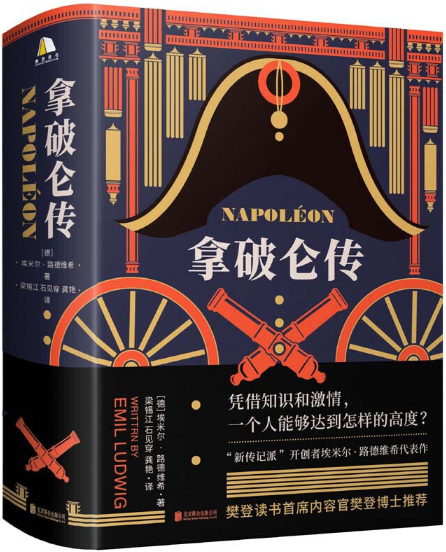 拿破仑传
NAPOLÉON
[德]
埃米尔·路德维希·
著
·梁锡江 石见穿 龚艳·
译
NAPOLÉON
拿破仑传
WRITTRN BY
EMIL LUDWIG
[德]埃米尔·路德维希·著
梁锡江 石见穿 龚艳·译
凭借知识和激情，
一个人能够达到怎样的高度？
“新传记派”开创者埃米尔·路德维希代表作
樊登读书首席内容官樊登博士推荐
北京联合出版公司